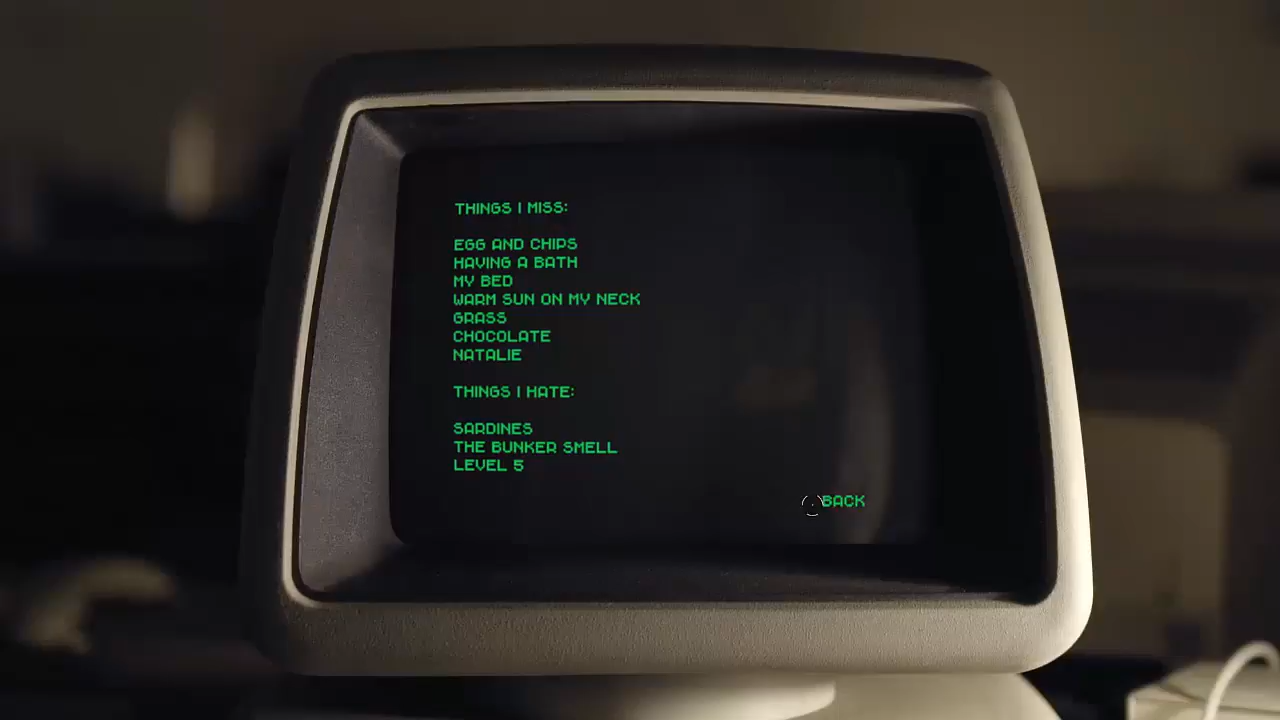 THINGS I MISS:
EGG AND CHIPS
HAVING A BATH
MY BED
WARM SUN ON MY NECK
GRASS
CHOCOLATE
NATALIE
THINGS I HATE:
SARDINES
THE BUNKER SMELL
LEVEL 5
BACK